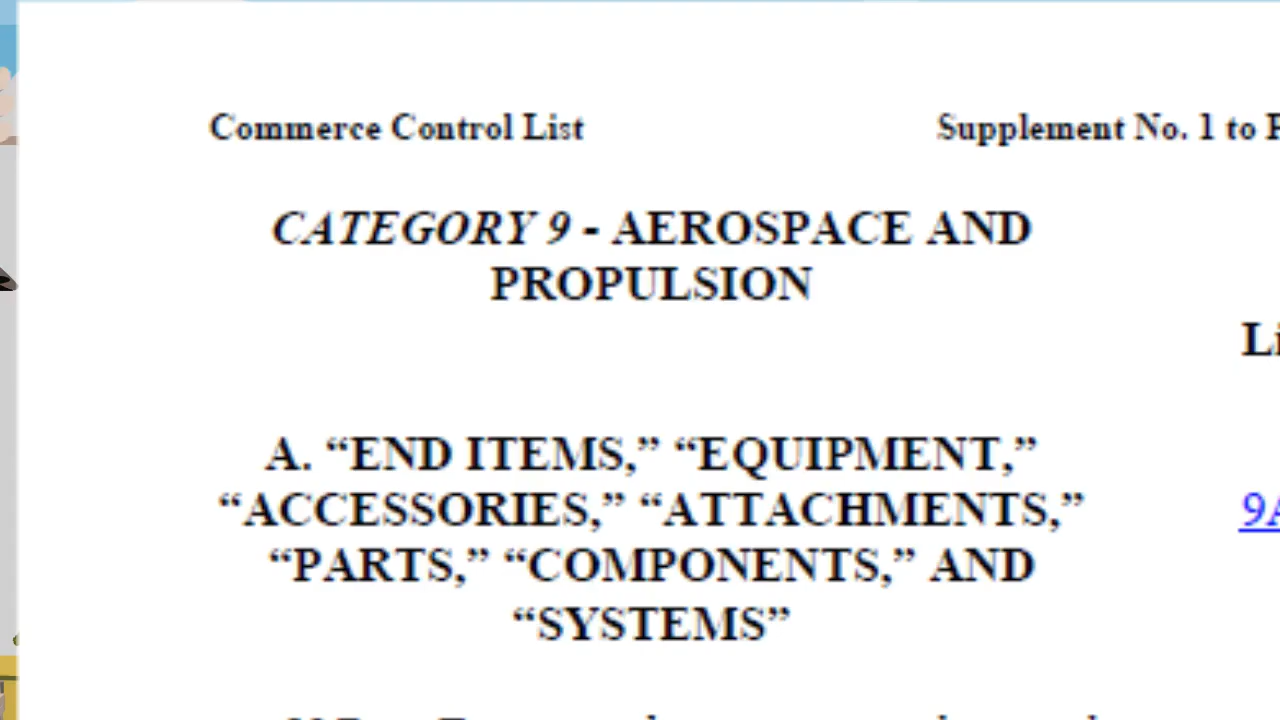 Commerce Control List
Supplement No. 1 to
CATEGORY 9 - AEROSPACE AND
PROPULSION
A. “END ITEMS,” “EQUIPMENT,”
“ACCESSORIES,” “ATTACHMENTS,”
“PARTS,” “COMPONENTS,” AND
“SYSTEMS”